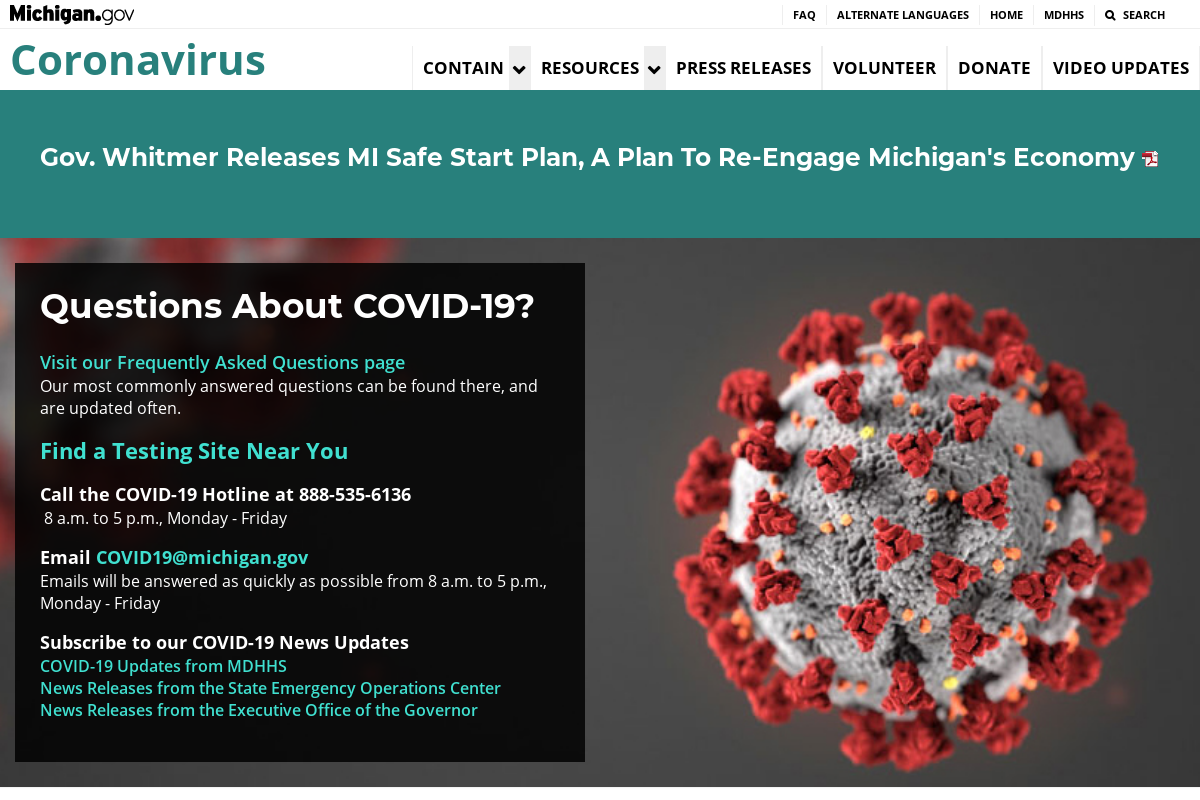 Michigan.gov
FAQ ALTERNATE LANGUAGES HOME MDHHS SEARCH
Coronavirus
CONTAIN RESOURCES PRESS RELEASES VOLUNTEER DONATE VIDEO UPDATES
Gov. Whitmer Releases MI Safe Start Plan, A Plan To Re-Engage Michigan's Economy
Questions About COVID-19?
Visit our Frequently Asked Questions page
Our most commonly answered questions can be found there, and
are updated often.
Find a Testing Site Near You
Call the COVID-19 Hotline at 888-535-6136
8 a.m. to 5 p.m., Monday - Friday
Email COVID19@michigan.gov
Emails will be answered as quickly as possible from 8 a.m. to 5 p.m.,
Monday - Friday
Subscribe to our COVID-19 News Updates
COVID-19 Updates from MDHHS
News Releases from the State Emergency Operations Center
News Releases from the Executive Office of the Governor